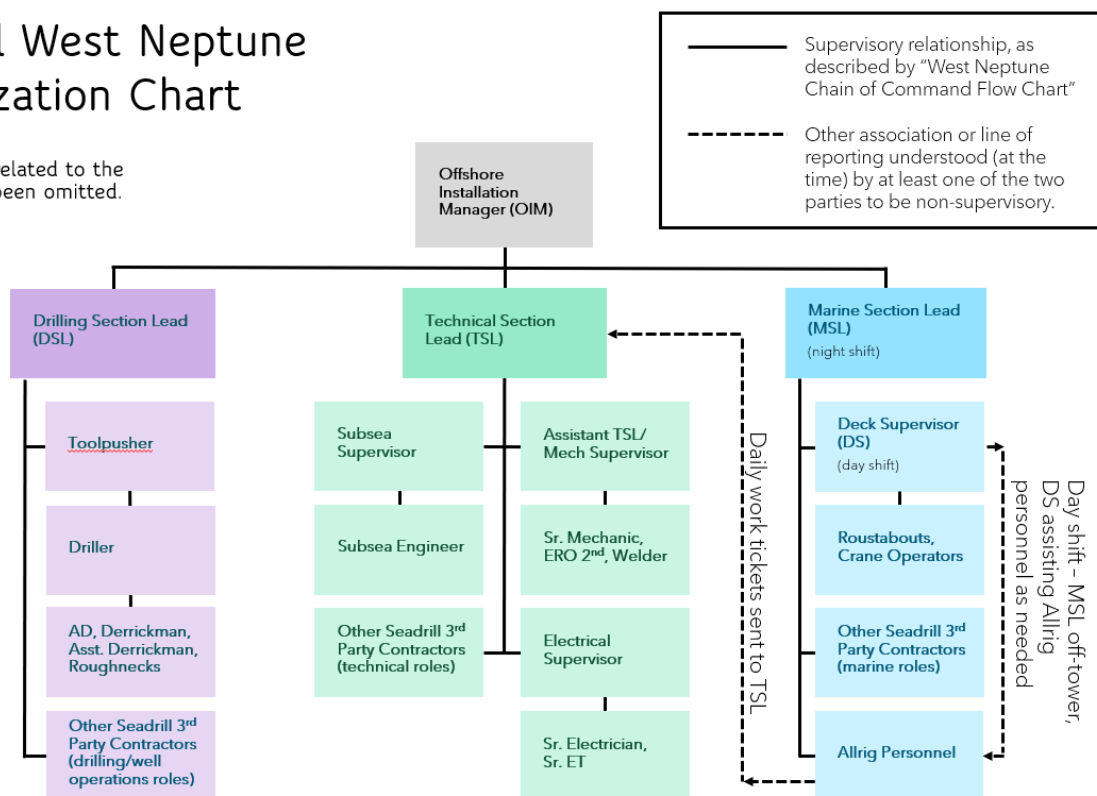 l West Neptune
zation Chart
elated to the
been omitted.
Supervisory relationship, as
described by “West Neptune
Chain of Command Flow Chart”
Other association or line of
reporting understood (at the
time) by at least one of the two
parties to be non-supervisory.
Offshore
Installation
Manager (OIM)
Drilling Section Lead
(DSL)
Technical Section
Lead (TSL)
Marine Section Lead
(MSL)
(night shift)
Toolpusher
Driller
AD, Derrickman,
Asst. Derrickman,
Roughnecks
Other Seadrill 3rd
Party Contractors
(drilling/well
operations roles)
Subsea
Supervisor
Subsea Engineer
Other Seadrill 3rd
Party Contractors
(technical roles)
Assistant TSL/
Mech Supervisor
Sr. Mechanic,
ERO 2nd, Welder
Electrical
Supervisor
Sr. Electrician,
Sr. ET
Daily work tickets sent to TSL
Deck Supervisor
(DS)
(day shift)
Roustabouts,
Crane Operators
Other Seadrill 3rd
Party Contractors
(marine roles)
Allrig Personnel
Day shift – MSL off-tower,
DS assisting Allrig
personnel as needed